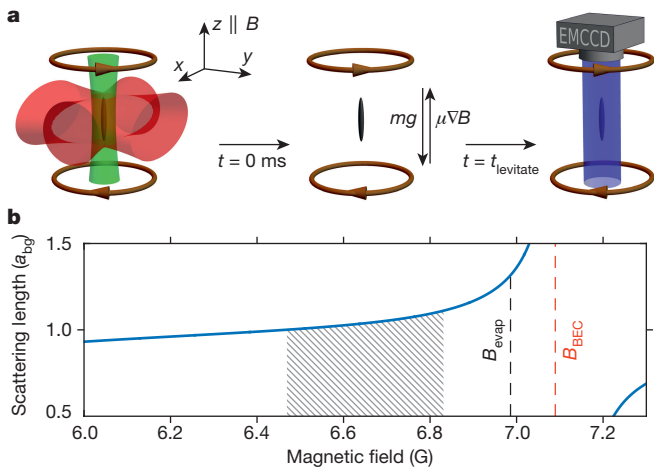 a
z || B
x
y
t = 0 ms
mg
μ∇B
t = t_levitate
EMCCD
b
Scattering length (a_bg)
1.5
1.0
0.5
B_evap
B_BEC
6.0 6.2 6.4 6.6 6.8 7.0 7.2
Magnetic field (G)